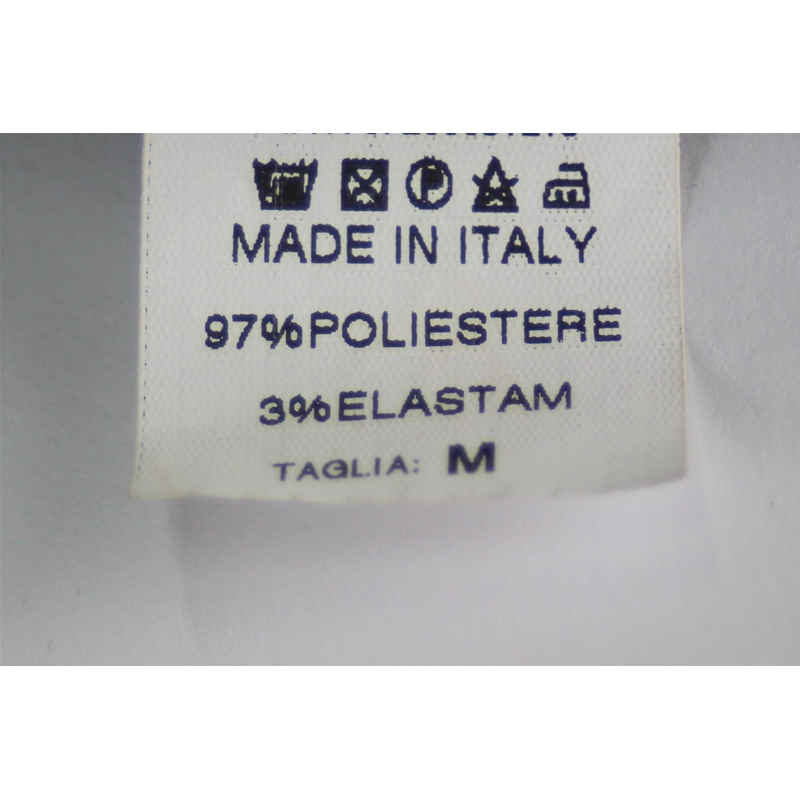 P
MADE IN ITALY
97%POLIESTERE
3%ELASTAM
TAGLIA: M